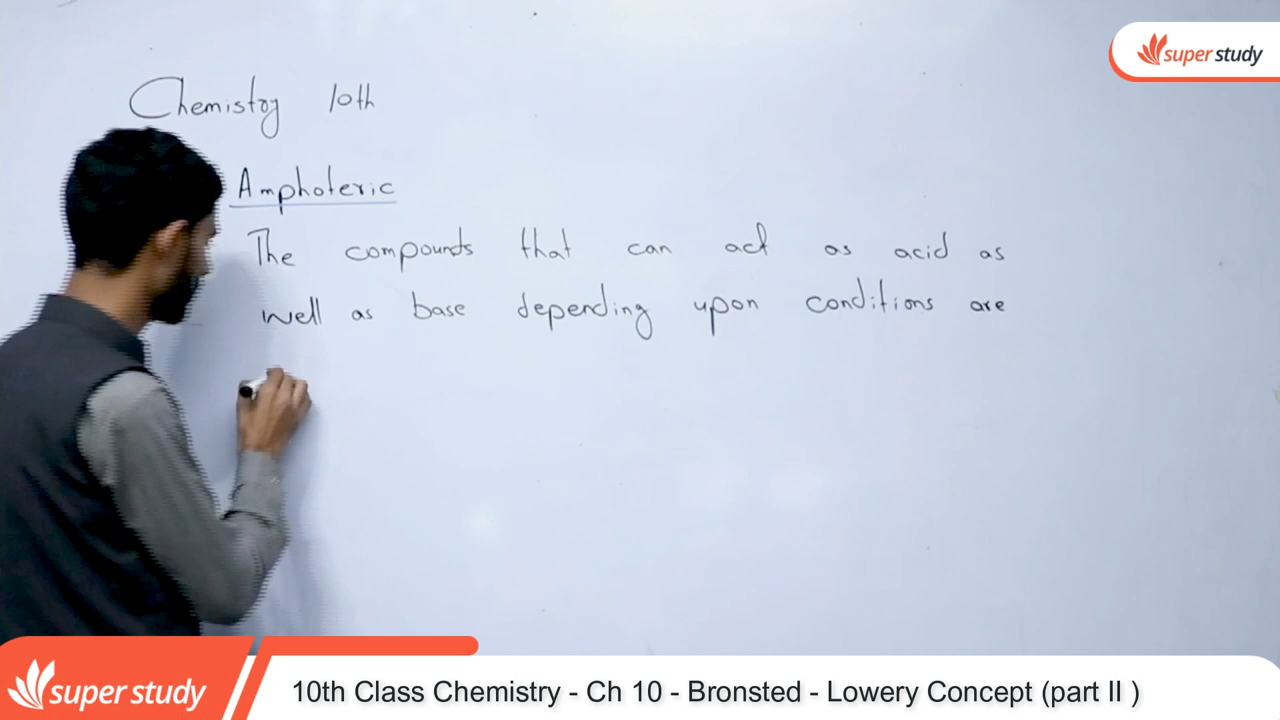 super study
Chemistry 10th
Amphoteric
The compounds that can act as acid as
well as base depending upon conditions are
super study
10th Class Chemistry - Ch 10 - Bronsted - Lowery Concept (part II )